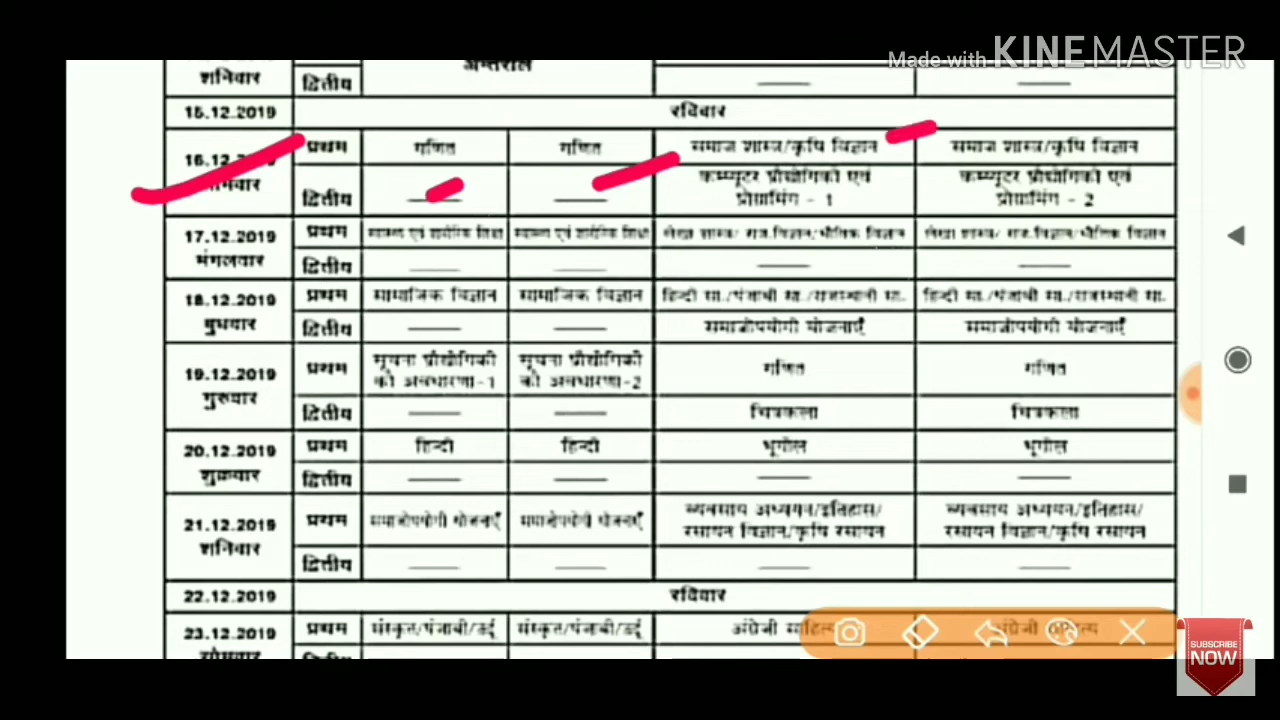 Made with KINEMASTER
शनिवार द्वितीय अन्तराल
15.12.2019 रविवार
16.12 प्रथम गणित गणित समाज शास्त्र/कृषि विज्ञान समाज शास्त्र/कृषि विज्ञान
द्वितीय कम्प्यूटर प्रौद्योगिकी एवं कम्प्यूटर प्रौद्योगिकी एवं
प्रोग्रामिंग - 1 प्रोग्रामिंग - 2
17.12.2019 प्रथम स्वास्थ्य एवं शारीरिक शिक्षा स्वास्थ्य एवं शारीरिक शिक्षा लेखा शास्त्र/ राज.विज्ञान/भौतिक विज्ञान लेखा शास्त्र/ राज.विज्ञान/भौतिक विज्ञान
मंगलवार द्वितीय
18.12.2019 प्रथम सामाजिक विज्ञान सामाजिक विज्ञान हिन्दी सा./पंजाबी सा./राजस्थानी सा. हिन्दी सा./पंजाबी सा./राजस्थानी सा.
बुधवार द्वितीय समाजोपयोगी योजनाएँ समाजोपयोगी योजनाएँ
19.12.2019 प्रथम सूचना प्रौद्योगिकी सूचना प्रौद्योगिकी गणित गणित
की अवधारणा-1 की अवधारणा-2
गुरुवार द्वितीय चित्रकला चित्रकला
20.12.2019 प्रथम हिन्दी हिन्दी भूगोल भूगोल
शुक्रवार द्वितीय
21.12.2019 प्रथम समाजोपयोगी योजनाएँ समाजोपयोगी योजनाएँ व्यवसाय अध्ययन/इतिहास/ व्यवसाय अध्ययन/इतिहास/
रसायन विज्ञान/कृषि रसायन रसायन विज्ञान/कृषि रसायन
शनिवार द्वितीय
22.12.2019 रविवार
23.12.2019 प्रथम संस्कृत/पंजाबी/उर्दू संस्कृत/पंजाबी/उर्दू अंग्रेजी
SUBSCRIBE
NOW